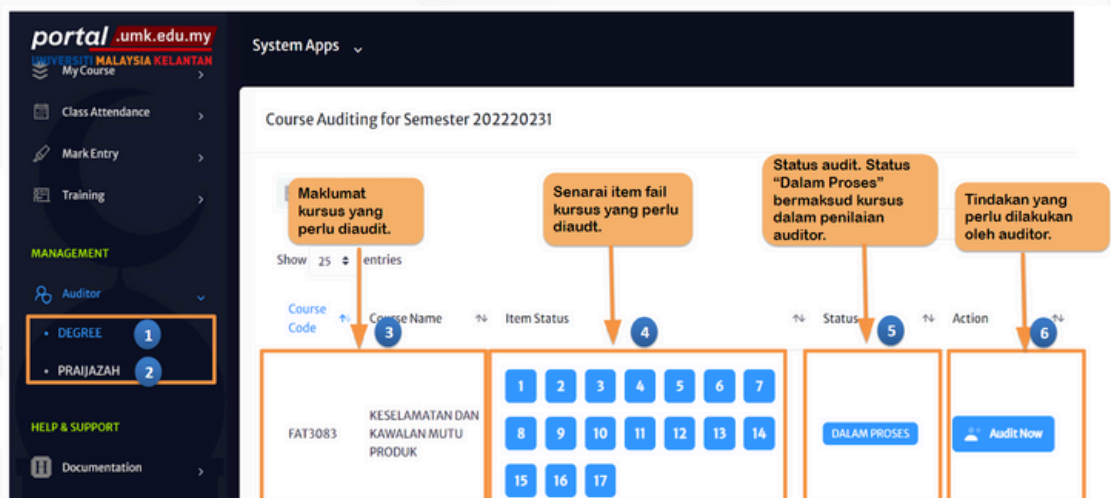 portal .umk.edu.my
UNIVERSITI MALAYSIA KELANTAN
System Apps
My Course
Class Attendance
Mark Entry
Training
MANAGEMENT
Auditor
DEGREE 1
PRAIJAZAH 2
HELP & SUPPORT
Documentation
Course Auditing for Semester 202220231
Maklumat
kursus yang
perlu diaudit.
Senarai item fail
kursus yang perlu
diaudt.
Status audit. Status
“Dalam Proses”
bermaksud kursus
dalam penilaian
auditor.
Tindakan yang
perlu dilakukan
oleh auditor.
Show 25 entries
Course
Code
Course Name
3
Item Status
4
Status
5
Action
6
FAT3083
KESELAMATAN DAN
KAWALAN MUTU
PRODUK
1 2 3 4 5 6 7
8 9 10 11 12 13 14
15 16 17
DALAM PROSES
Audit Now